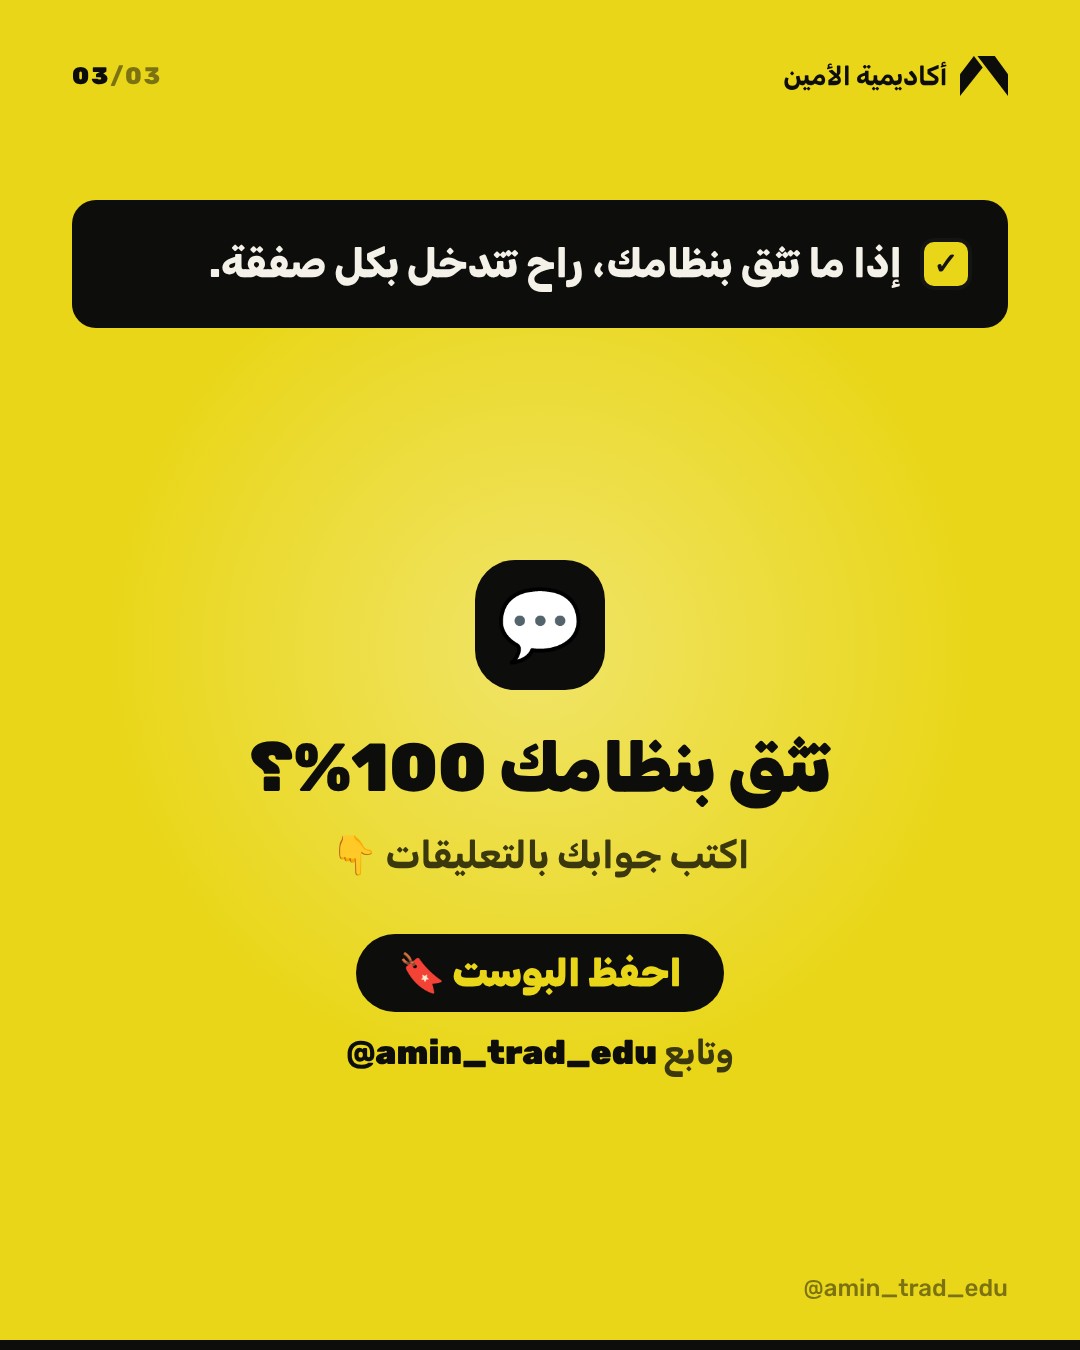 أكاديمية الأمين
03/03
✓ إذا ما تثق بنظامك، راح تتدخل بكل صفقة.
تثق بنظامك 100%؟
اكتب جوابك بالتعليقات 👇
احفظ البوست 🔖
وتابع @amin_trad_edu
@amin_trad_edu